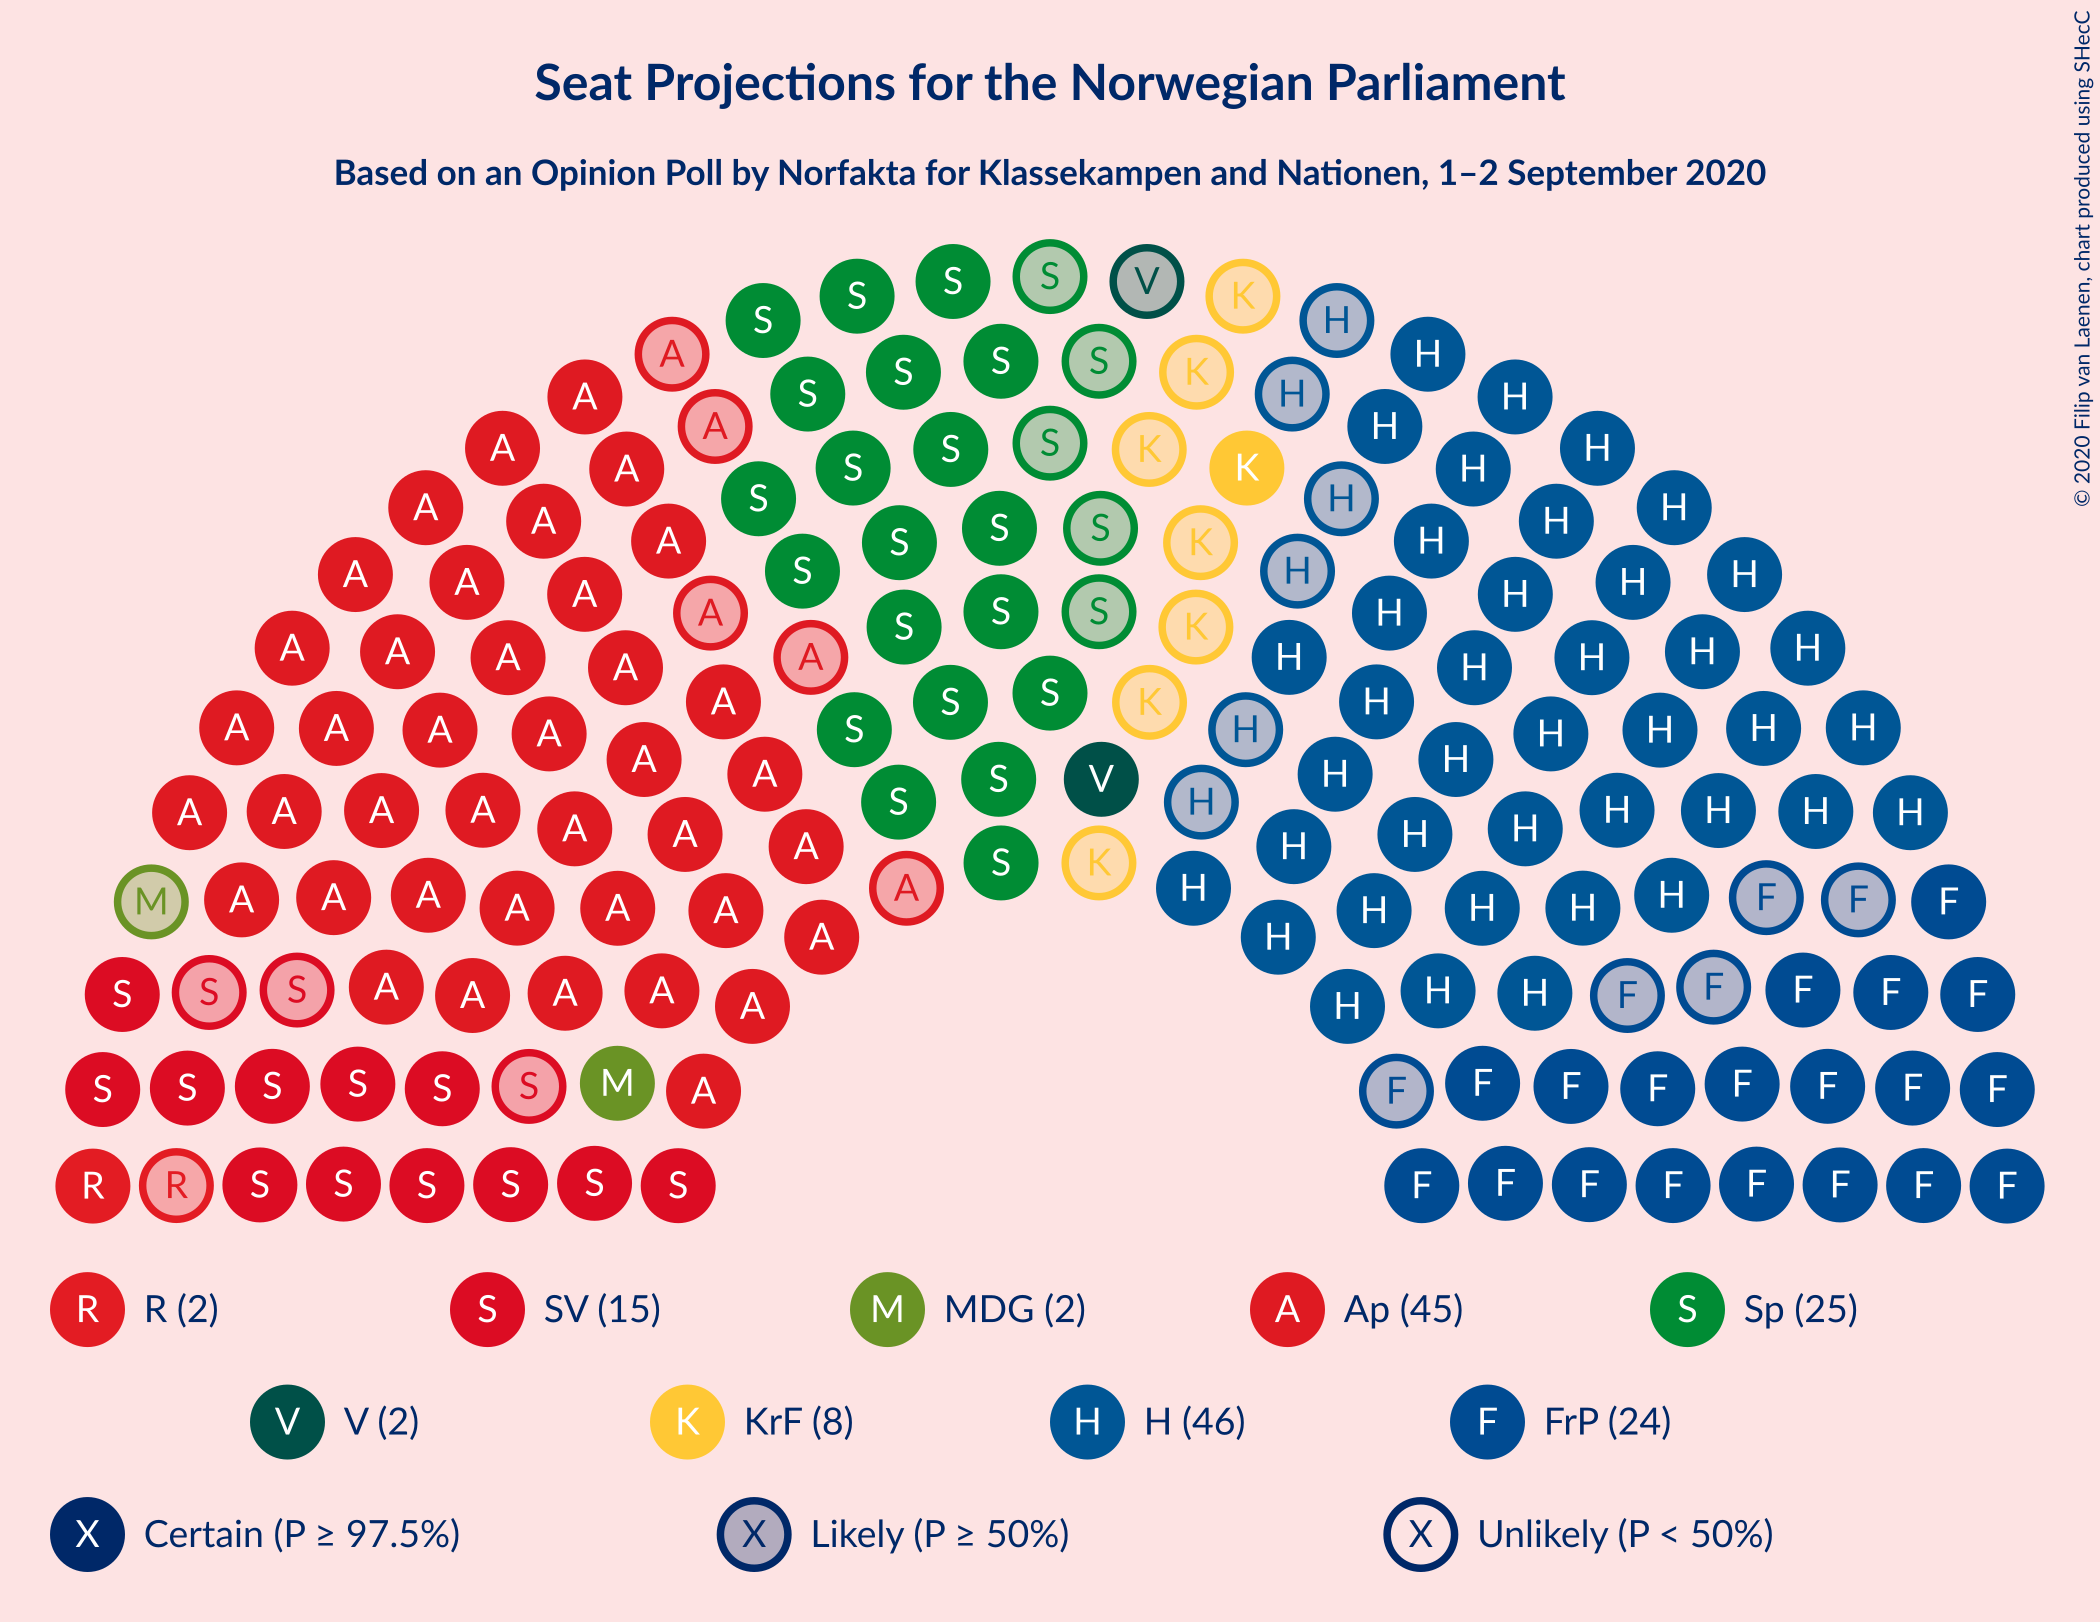 Seat Projections for the Norwegian Parliament
Based on an Opinion Poll by Norfakta for Klassekampen and Nationen, 1–2 September 2020
© 2020 Filip van Laenen, chart produced using SHecC
S S S S V K H
A S S S S K H H
A A S S S S K K H H H
A A S S S S K H H H H
A A A S S S K H H H H
A A A A S S S K H H H H H
A A A A A S S V H H H H H H
A A A A A A S K H H H H H H H
M A A A A A A A A H H H H H H F F F
S S S A A A A A H H H F F F F F
S S S S S S M A F F F F F F F F
R R S S S S S S F F F F F F F F
R R (2) S SV (15) M MDG (2) A Ap (45) S Sp (25)
V V (2) K KrF (8) H H (46) F FrP (24)
X Certain (P ≥ 97.5%) X Likely (P ≥ 50%) X Unlikely (P < 50%)